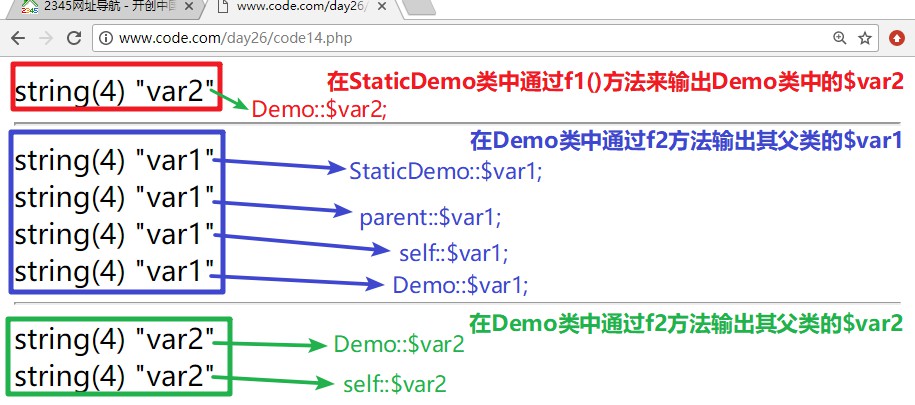 2345网址导航 - 开创中国
www.code.com/day26/
www.code.com/day26/code14.php
string(4) "var2"
在StaticDemo类中通过f1()方法来输出Demo类中的$var2
Demo::$var2;
在Demo类中通过f2方法输出其父类的$var1
string(4) "var1"
StaticDemo::$var1;
string(4) "var1"
parent::$var1;
string(4) "var1"
self::$var1;
string(4) "var1"
Demo::$var1;
在Demo类中通过f2方法输出其父类的$var2
string(4) "var2"
Demo::$var2
string(4) "var2"
self::$var2